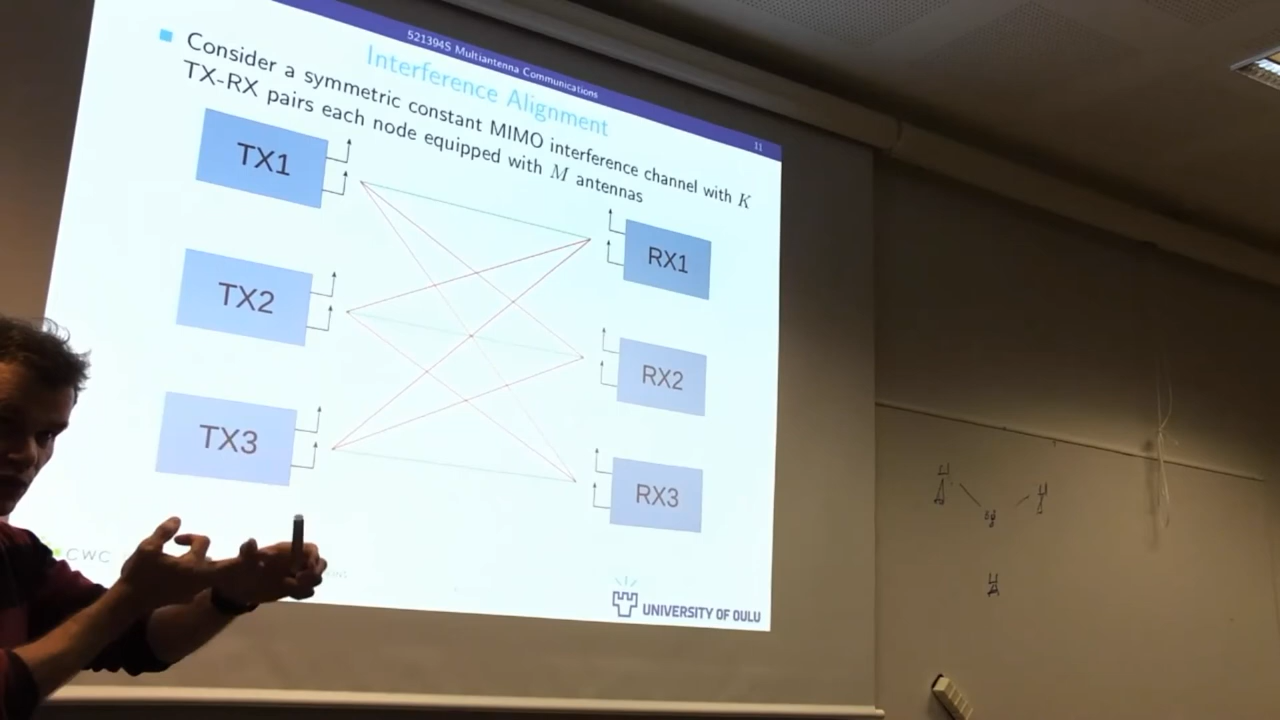 521394S Multiantenna Communications
11
Interference Alignment
Consider a symmetric constant MIMO interference channel with K
TX-RX pairs each node equipped with M antennas
TX1
RX1
TX2
RX2
TX3
RX3
CWC
UNIVERSITY OF OULU